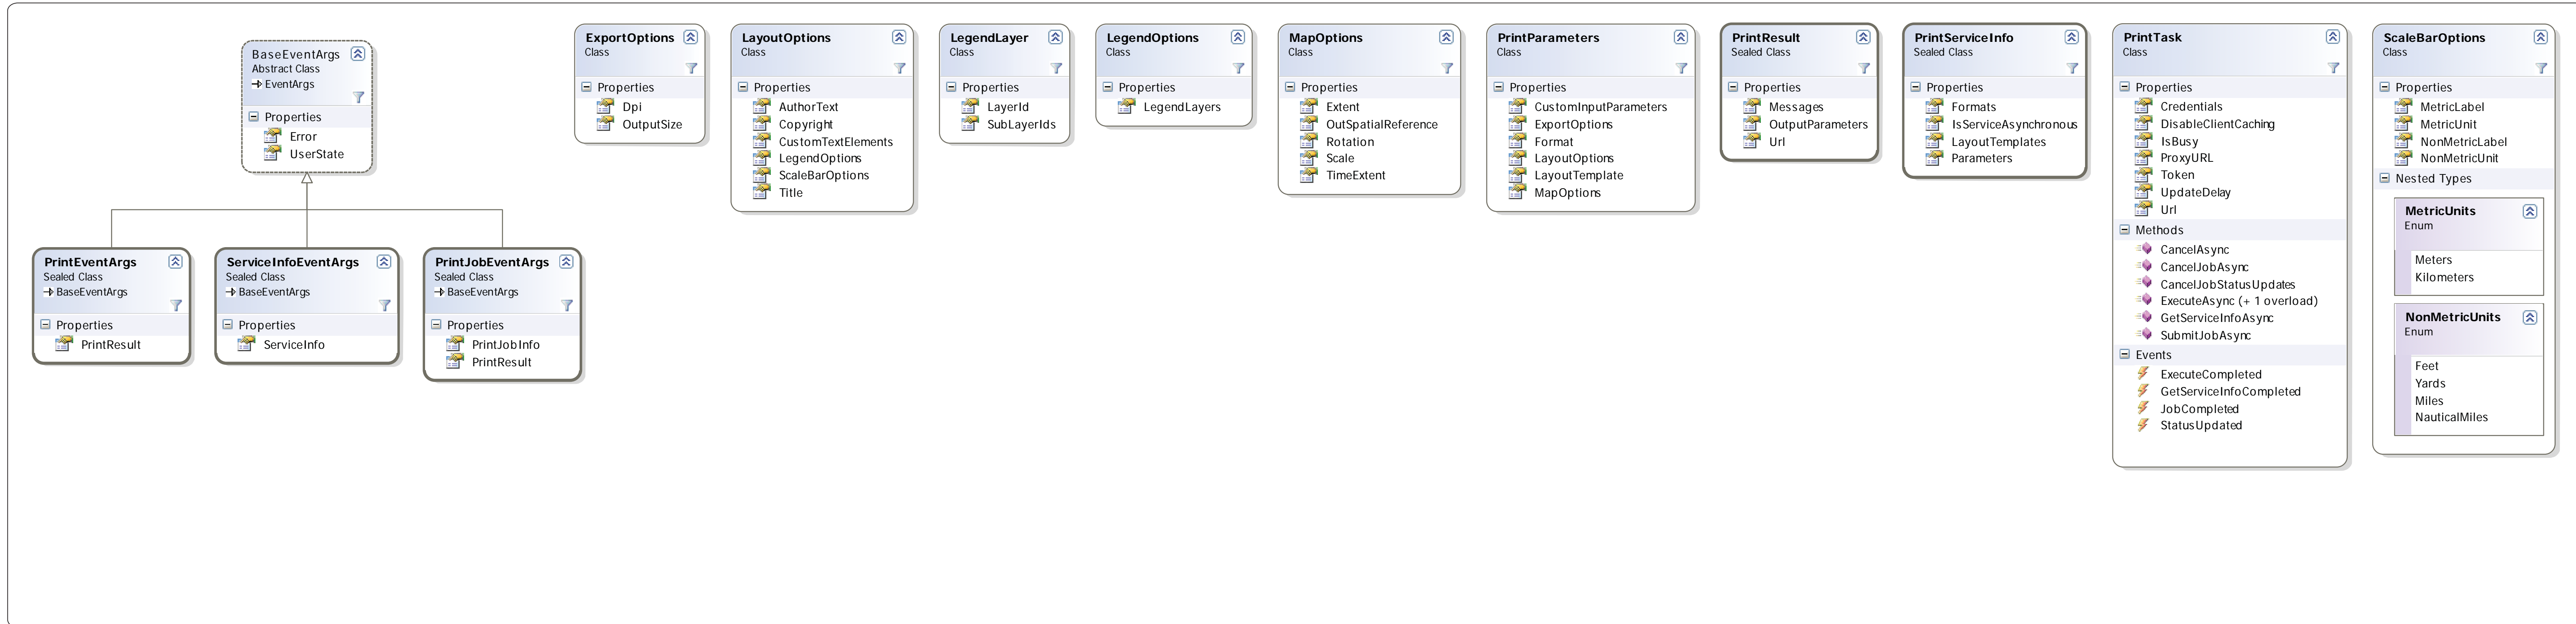 BaseEventArgs
Abstract Class
EventArgs
Properties
Error
UserState
PrintEventArgs
Sealed Class
BaseEventArgs
Properties
PrintResult
ServiceInfoEventArgs
Sealed Class
BaseEventArgs
Properties
ServiceInfo
PrintJobEventArgs
Sealed Class
BaseEventArgs
Properties
PrintJobInfo
PrintResult
ExportOptions
Class
Properties
Dpi
OutputSize
LayoutOptions
Class
Properties
AuthorText
Copyright
CustomTextElements
LegendOptions
ScaleBarOptions
Title
LegendLayer
Class
Properties
LayerId
SubLayerIds
LegendOptions
Class
Properties
LegendLayers
MapOptions
Class
Properties
Extent
OutSpatialReference
Rotation
Scale
TimeExtent
PrintParameters
Class
Properties
CustomInputParameters
ExportOptions
Format
LayoutOptions
LayoutTemplate
MapOptions
PrintResult
Sealed Class
Properties
Messages
OutputParameters
Url
PrintServiceInfo
Sealed Class
Properties
Formats
IsServiceAsynchronous
LayoutTemplates
Parameters
PrintTask
Class
Properties
Credentials
DisableClientCaching
IsBusy
ProxyURL
Token
UpdateDelay
Url
Methods
CancelAsync
CancelJobAsync
CancelJobStatusUpdates
ExecuteAsync (+ 1 overload)
GetServiceInfoAsync
SubmitJobAsync
Events
ExecuteCompleted
GetServiceInfoCompleted
JobCompleted
StatusUpdated
ScaleBarOptions
Class
Properties
MetricLabel
MetricUnit
NonMetricLabel
NonMetricUnit
Nested Types
MetricUnits
Enum
Meters
Kilometers
NonMetricUnits
Enum
Feet
Yards
Miles
NauticalMiles